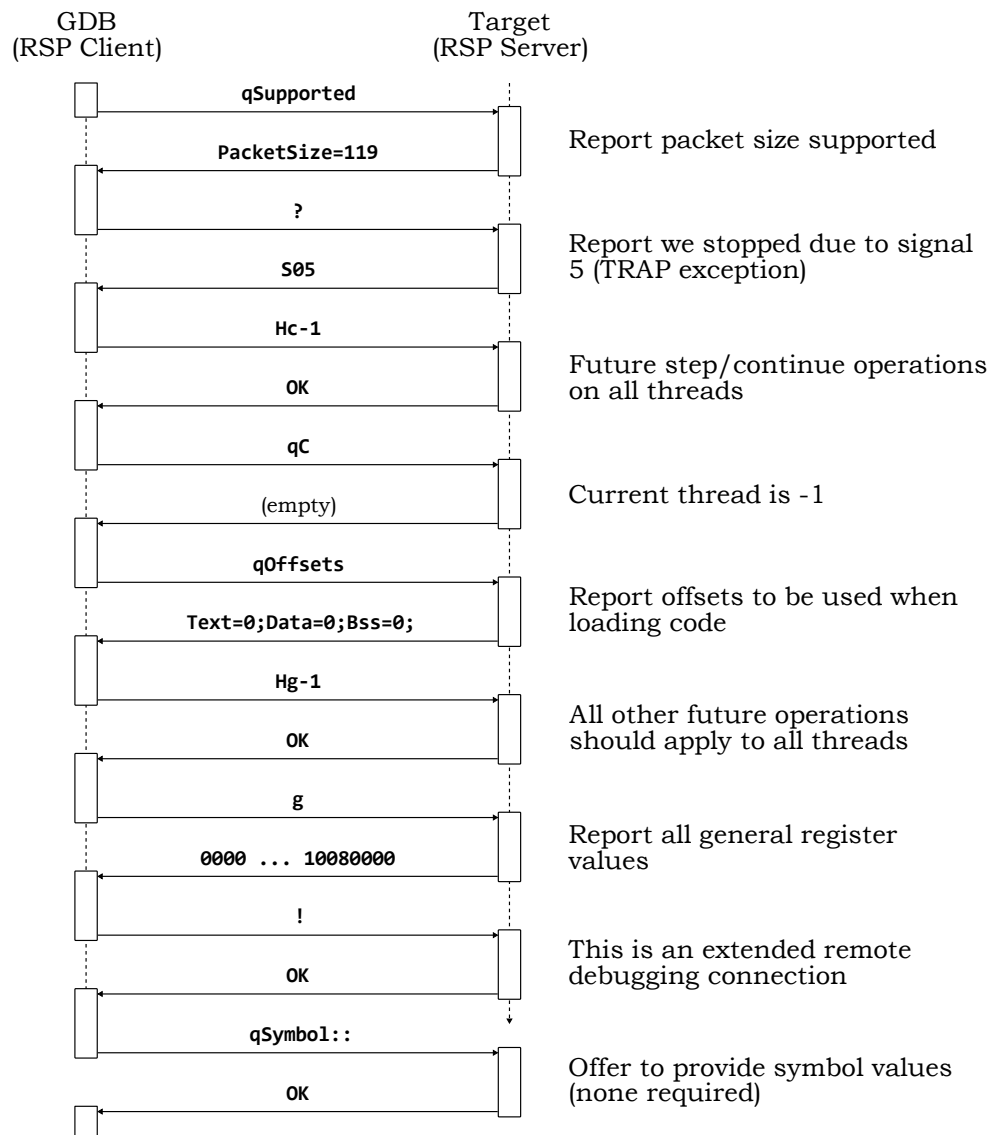 GDB
(RSP Client)
Target
(RSP Server)
qSupported
Report packet size supported
PacketSize=119
?
Report we stopped due to signal
5 (TRAP exception)
S05
Hc-1
Future step/continue operations
on all threads
OK
qC
Current thread is -1
(empty)
qOffsets
Report offsets to be used when
loading code
Text=0;Data=0;Bss=0;
Hg-1
All other future operations
should apply to all threads
OK
g
Report all general register
values
0000 ... 10080000
!
This is an extended remote
debugging connection
OK
qSymbol::
Offer to provide symbol values
(none required)
OK